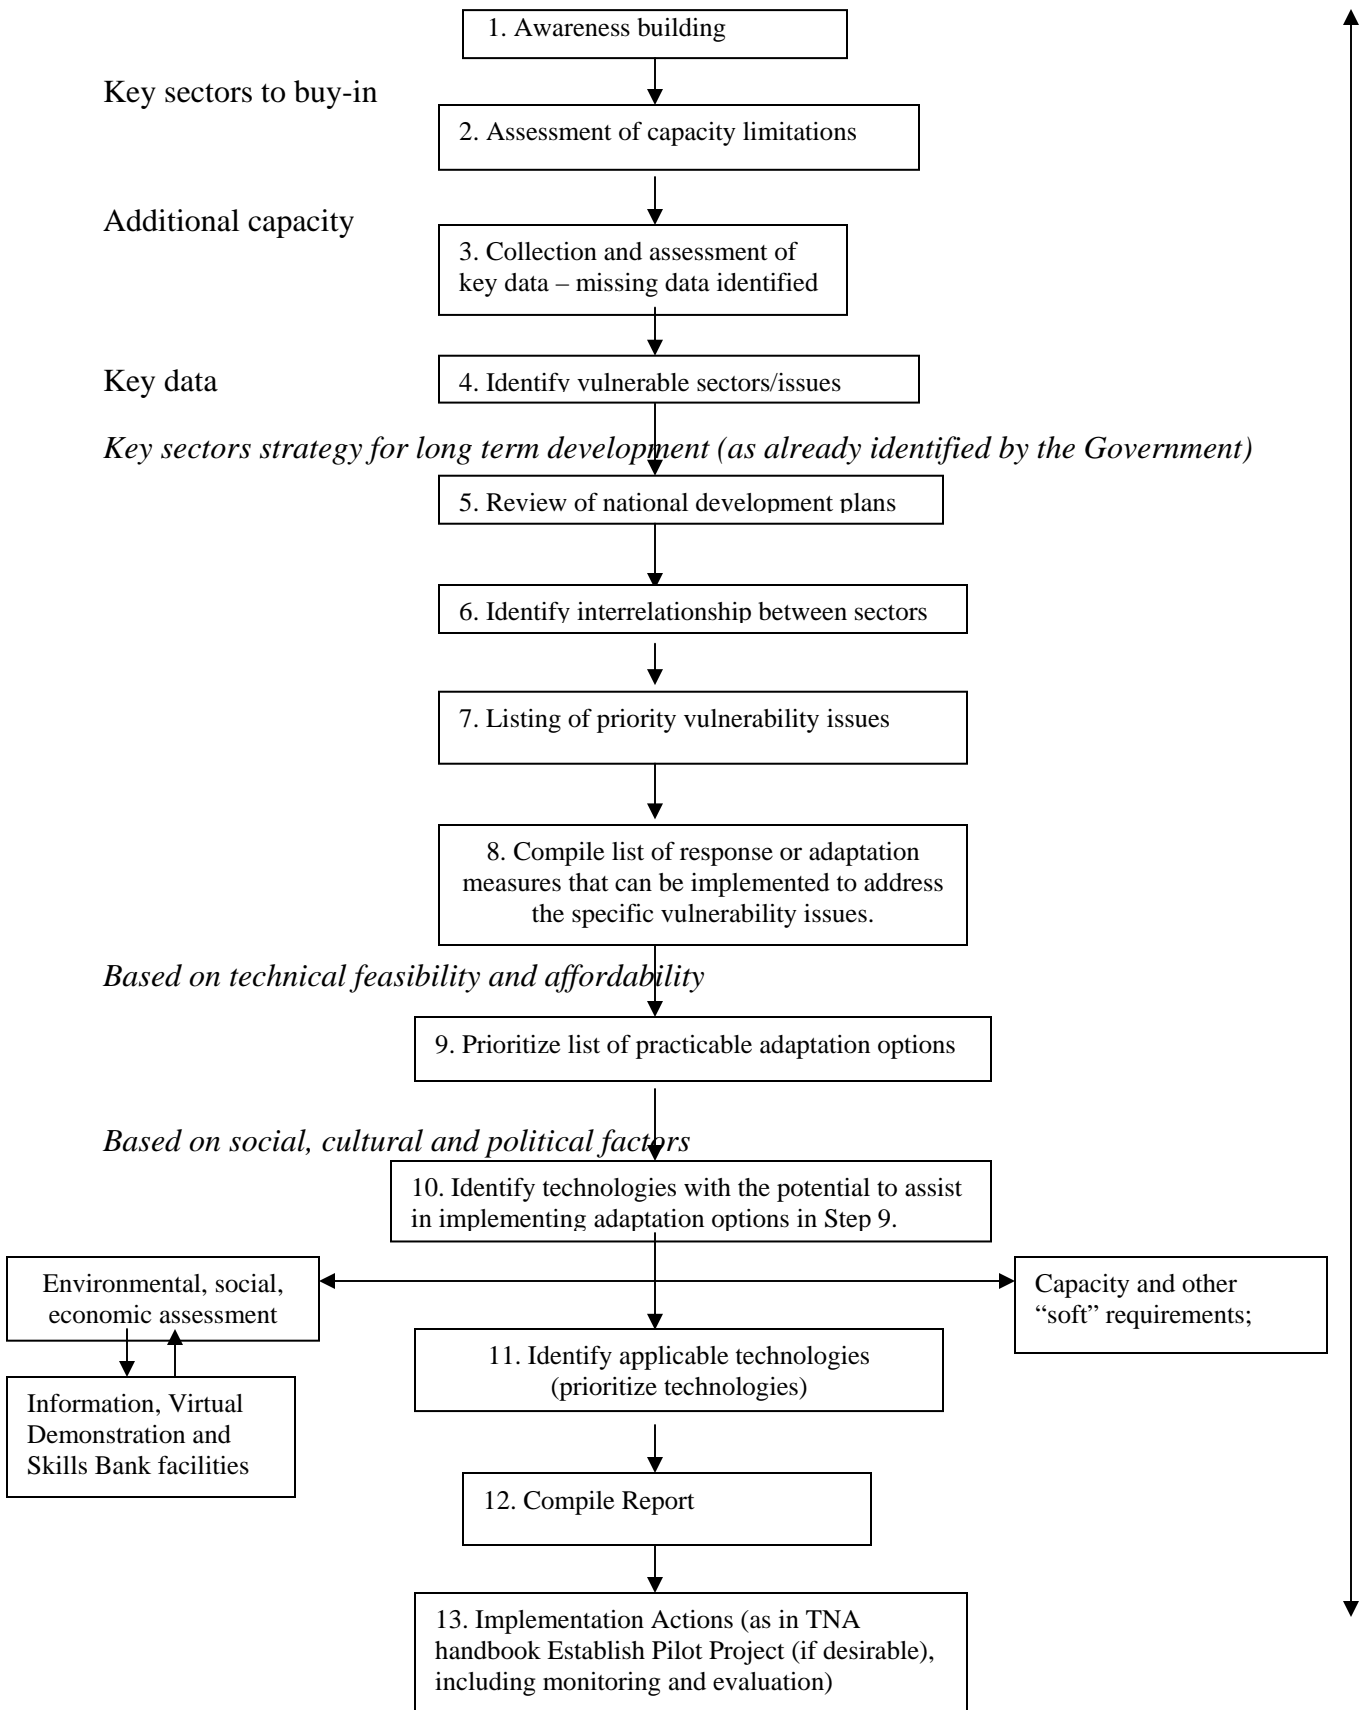 1. Awareness building
Key sectors to buy-in
2. Assessment of capacity limitations
Additional capacity
3. Collection and assessment of
key data – missing data identified
Key data
4. Identify vulnerable sectors/issues
Key sectors strategy for long term development (as already identified by the Government)
5. Review of national development plans
6. Identify interrelationship between sectors
7. Listing of priority vulnerability issues
8. Compile list of response or adaptation
measures that can be implemented to address
the specific vulnerability issues.
Based on technical feasibility and affordability
9. Prioritize list of practicable adaptation options
Based on social, cultural and political factors
10. Identify technologies with the potential to assist
in implementing adaptation options in Step 9.
Environmental, social,
economic assessment
Capacity and other
“soft” requirements;
11. Identify applicable technologies
(prioritize technologies)
Information, Virtual
Demonstration and
Skills Bank facilities
12. Compile Report
13. Implementation Actions (as in TNA
handbook Establish Pilot Project (if desirable),
including monitoring and evaluation)